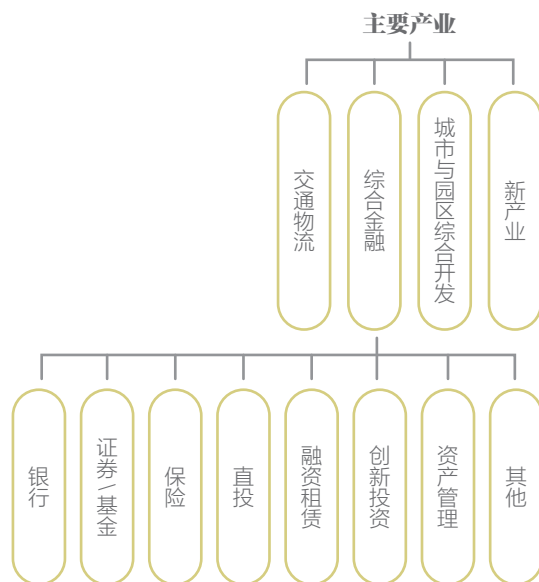 主要产业
交通物流
综合金融
城市与园区综合开发
新产业
银行
证券\基金
保险
直投
融资租赁
创新投资
资产管理
其他